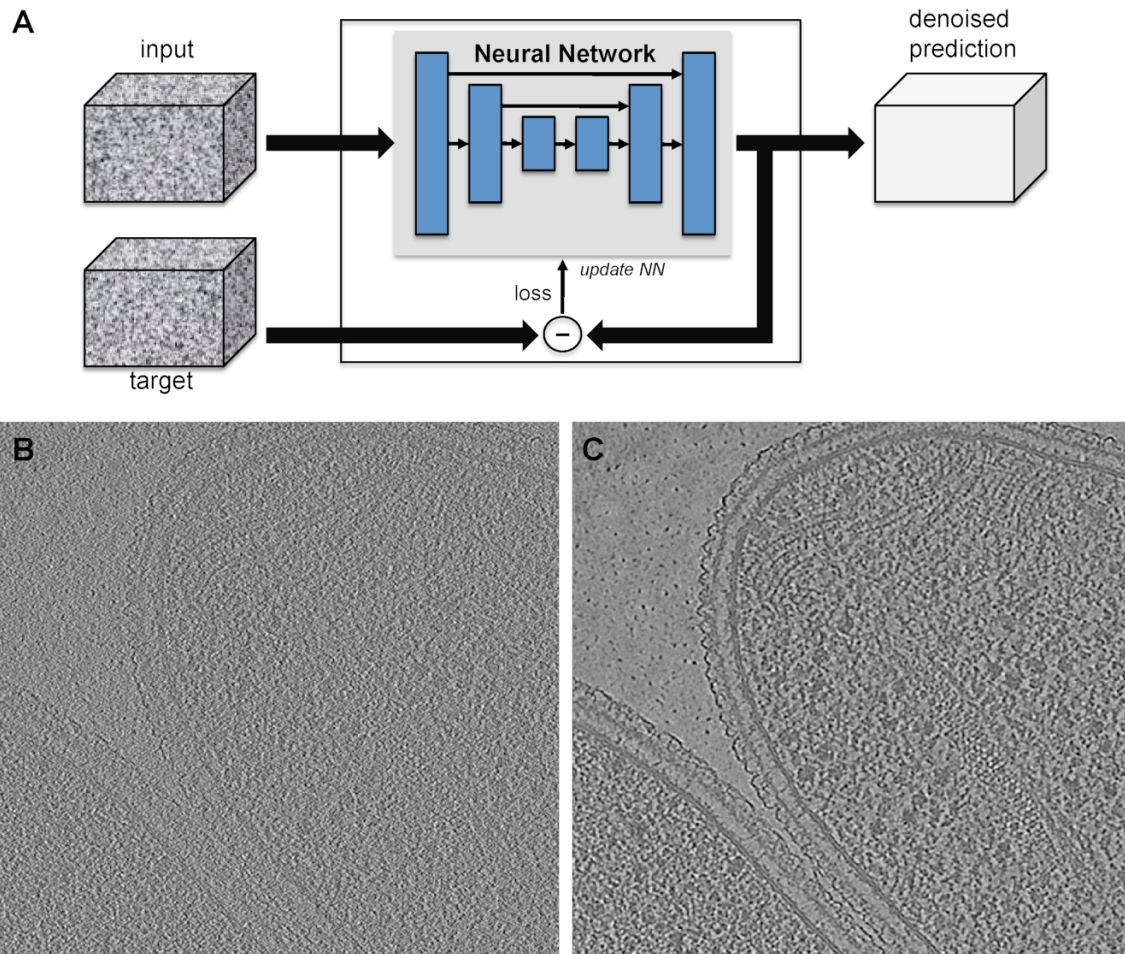 A
input
Neural Network
denoised
prediction
update NN
loss
−
target
B
C